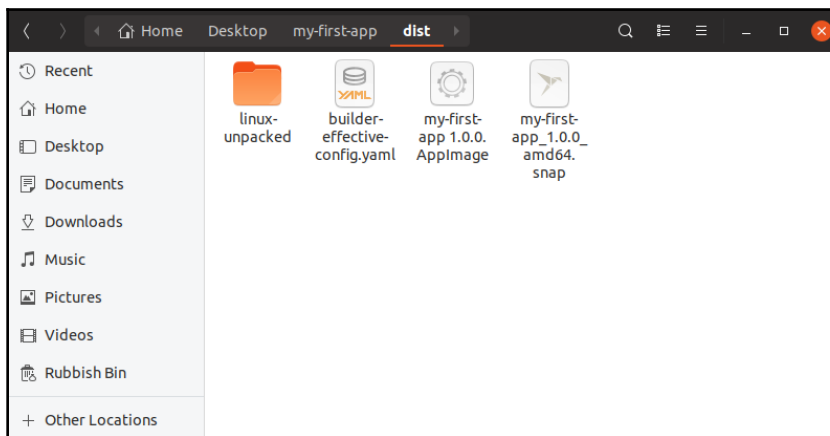 Home
Desktop
my-first-app
dist
Recent
Home
Desktop
Documents
Downloads
Music
Pictures
Videos
Rubbish Bin
Other Locations
linux-
unpacked
YAML
builder-
effective-
config.yaml
my-first-
app 1.0.0.
AppImage
my-first-
app_1.0.0_
amd64.
snap